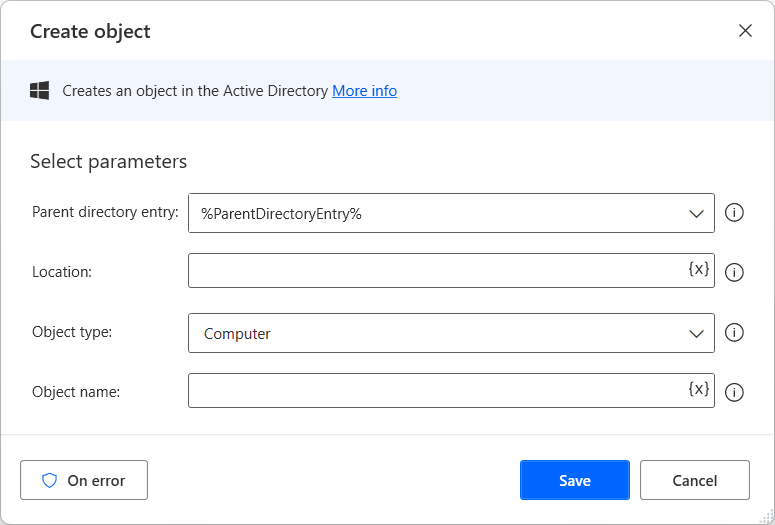 Create object
Creates an object in the Active Directory More info
Select parameters
Parent directory entry: %ParentDirectoryEntry%
Location: {x}
Object type: Computer
Object name: {x}
On error Save Cancel